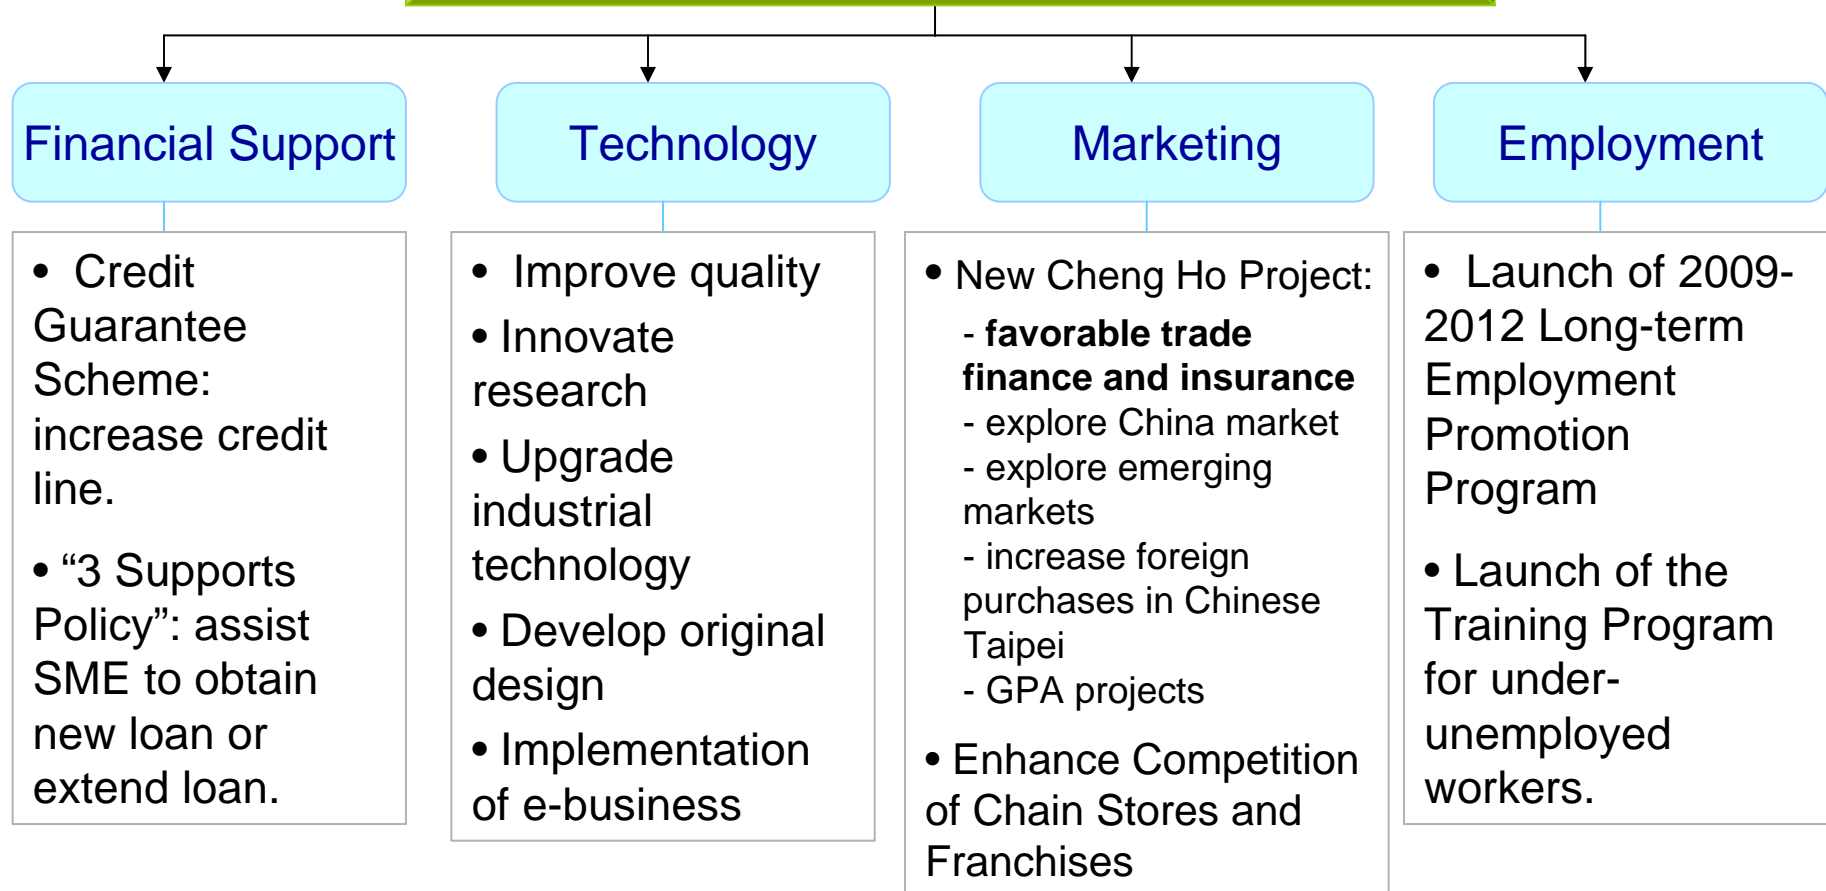 Financial Support
Technology
Marketing
Employment
• Credit
Guarantee
Scheme:
increase credit
line.
• “3 Supports
Policy”: assist
SME to obtain
new loan or
extend loan.
• Improve quality
• Innovate
research
• Upgrade
industrial
technology
• Develop original
design
• Implementation
of e-business
• New Cheng Ho Project:
- favorable trade
finance and insurance
- explore China market
- explore emerging
markets
- increase foreign
purchases in Chinese
Taipei
- GPA projects
• Enhance Competition
of Chain Stores and
Franchises
• Launch of 2009-
2012 Long-term
Employment
Promotion
Program
• Launch of the
Training Program
for under-
unemployed
workers.